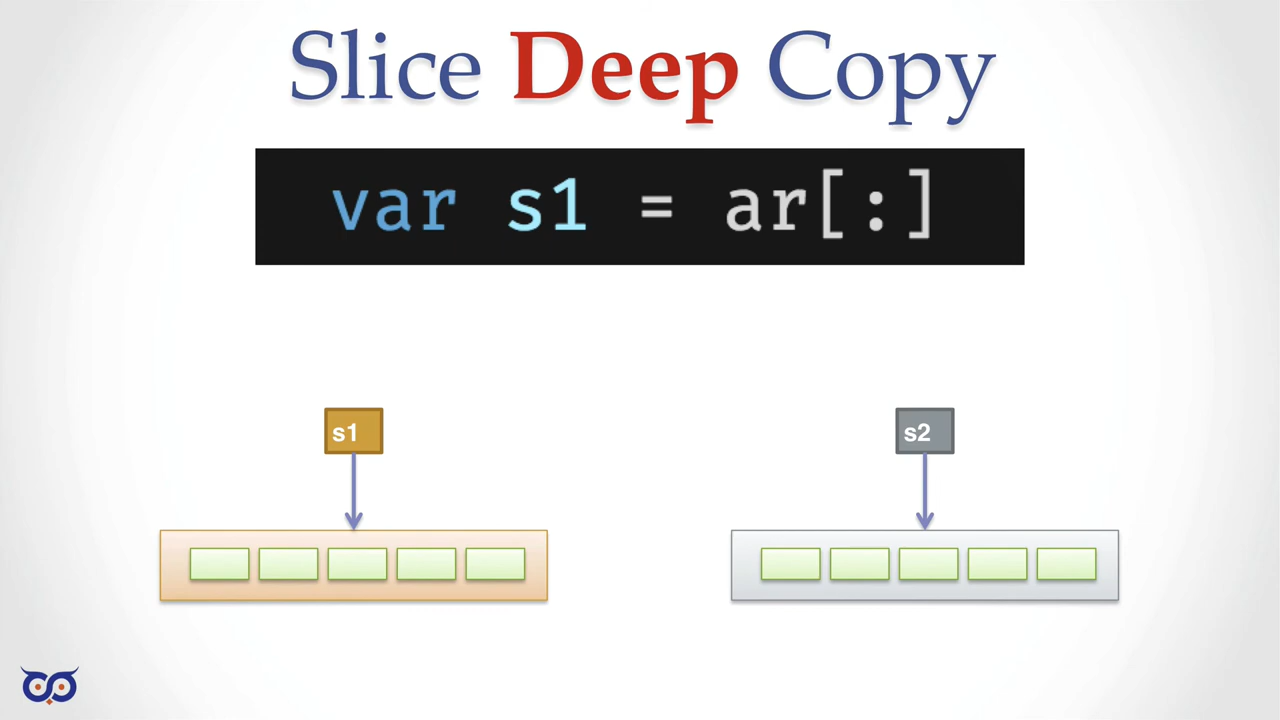 Slice Deep Copy
var s1 = ar[:]
s1
s2